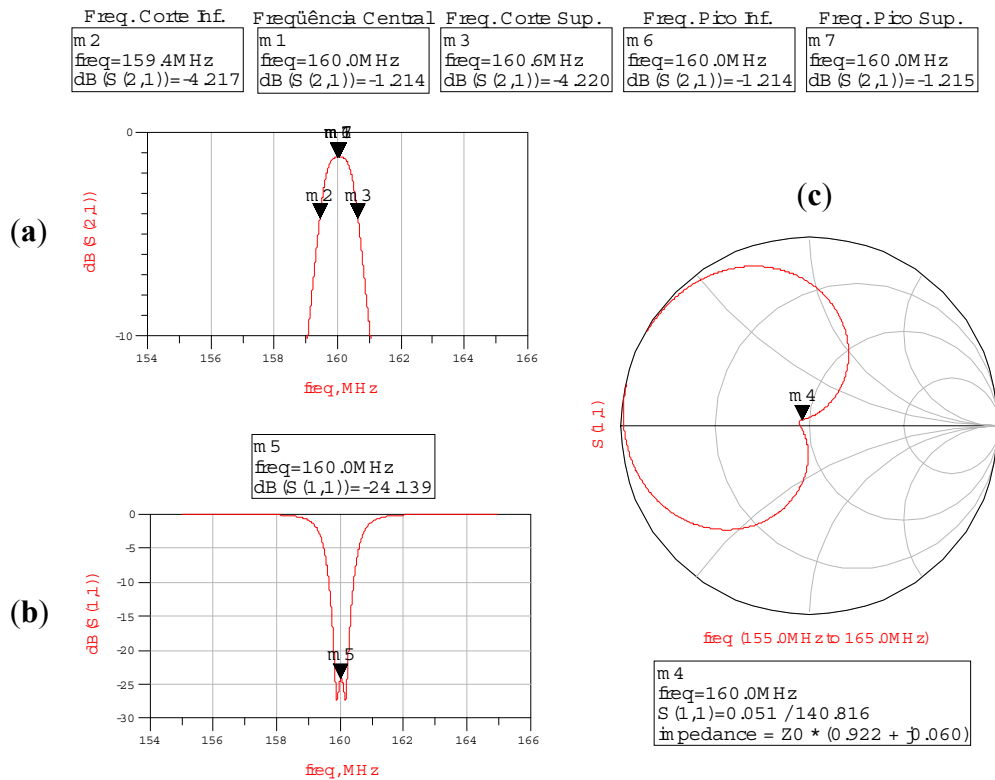 Freq. Corte Inf.
m2
freq=159.4MHz
dB(S(2,1))=-4.217
Freqüência Central
m1
freq=160.0MHz
dB(S(2,1))=-1.214
Freq. Corte Sup.
m3
freq=160.6MHz
dB(S(2,1))=-4.220
Freq. Pico Inf.
m6
freq=160.0MHz
dB(S(2,1))=-1.214
Freq. Pico Sup.
m7
freq=160.0MHz
dB(S(2,1))=-1.215
(a)
dB(S(2,1))
0
-10
m2
m3
154 156 158 160 162 164 166
freq, MHz
m5
freq=160.0MHz
dB(S(1,1))=-24.139
(b)
dB(S(1,1))
0
-5
-10
-15
-20
-25
-30
m5
154 156 158 160 162 164 166
freq, MHz
(c)
S(1,1)
m4
freq (155.0MHz to 165.0MHz)
m4
freq=160.0MHz
S(1,1)=0.051 / 140.816
impedance = Z0 * (0.922 + j0.060)